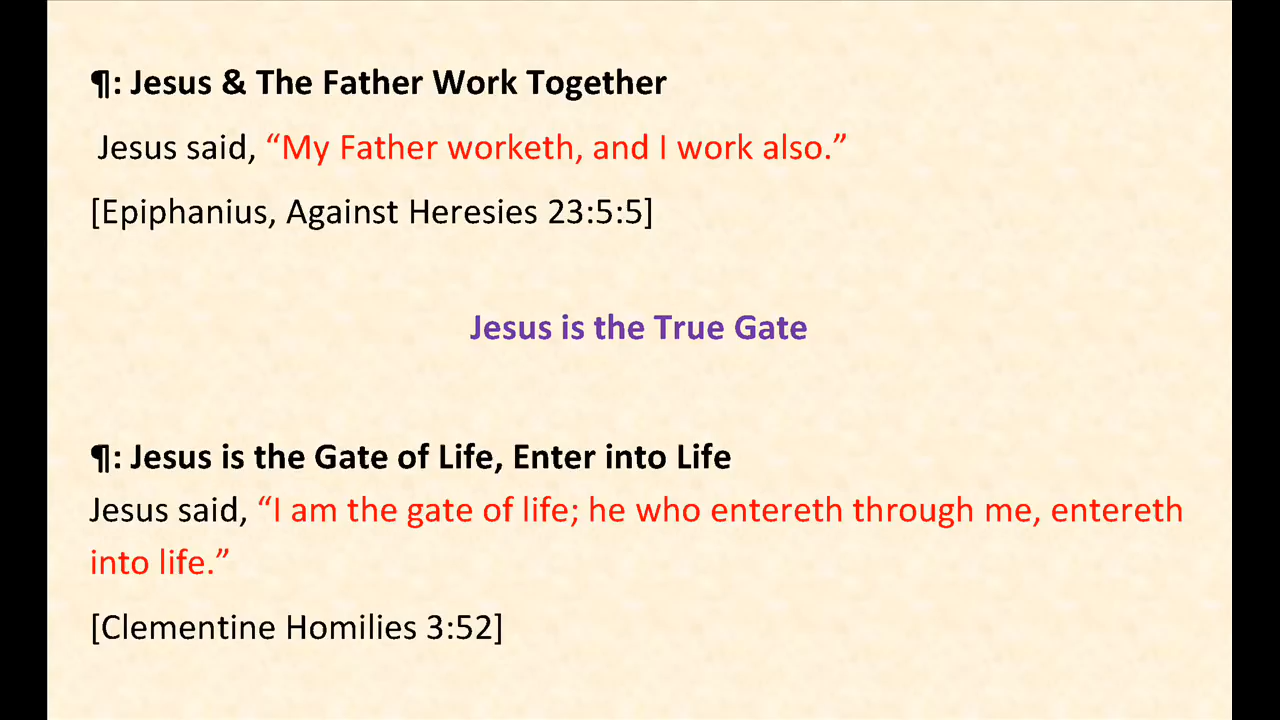 ¶: Jesus & The Father Work Together
Jesus said, “My Father worketh, and I work also.”
[Epiphanius, Against Heresies 23:5:5]
Jesus is the True Gate
¶: Jesus is the Gate of Life, Enter into Life
Jesus said, “I am the gate of life; he who entereth through me, entereth
into life.”
[Clementine Homilies 3:52]